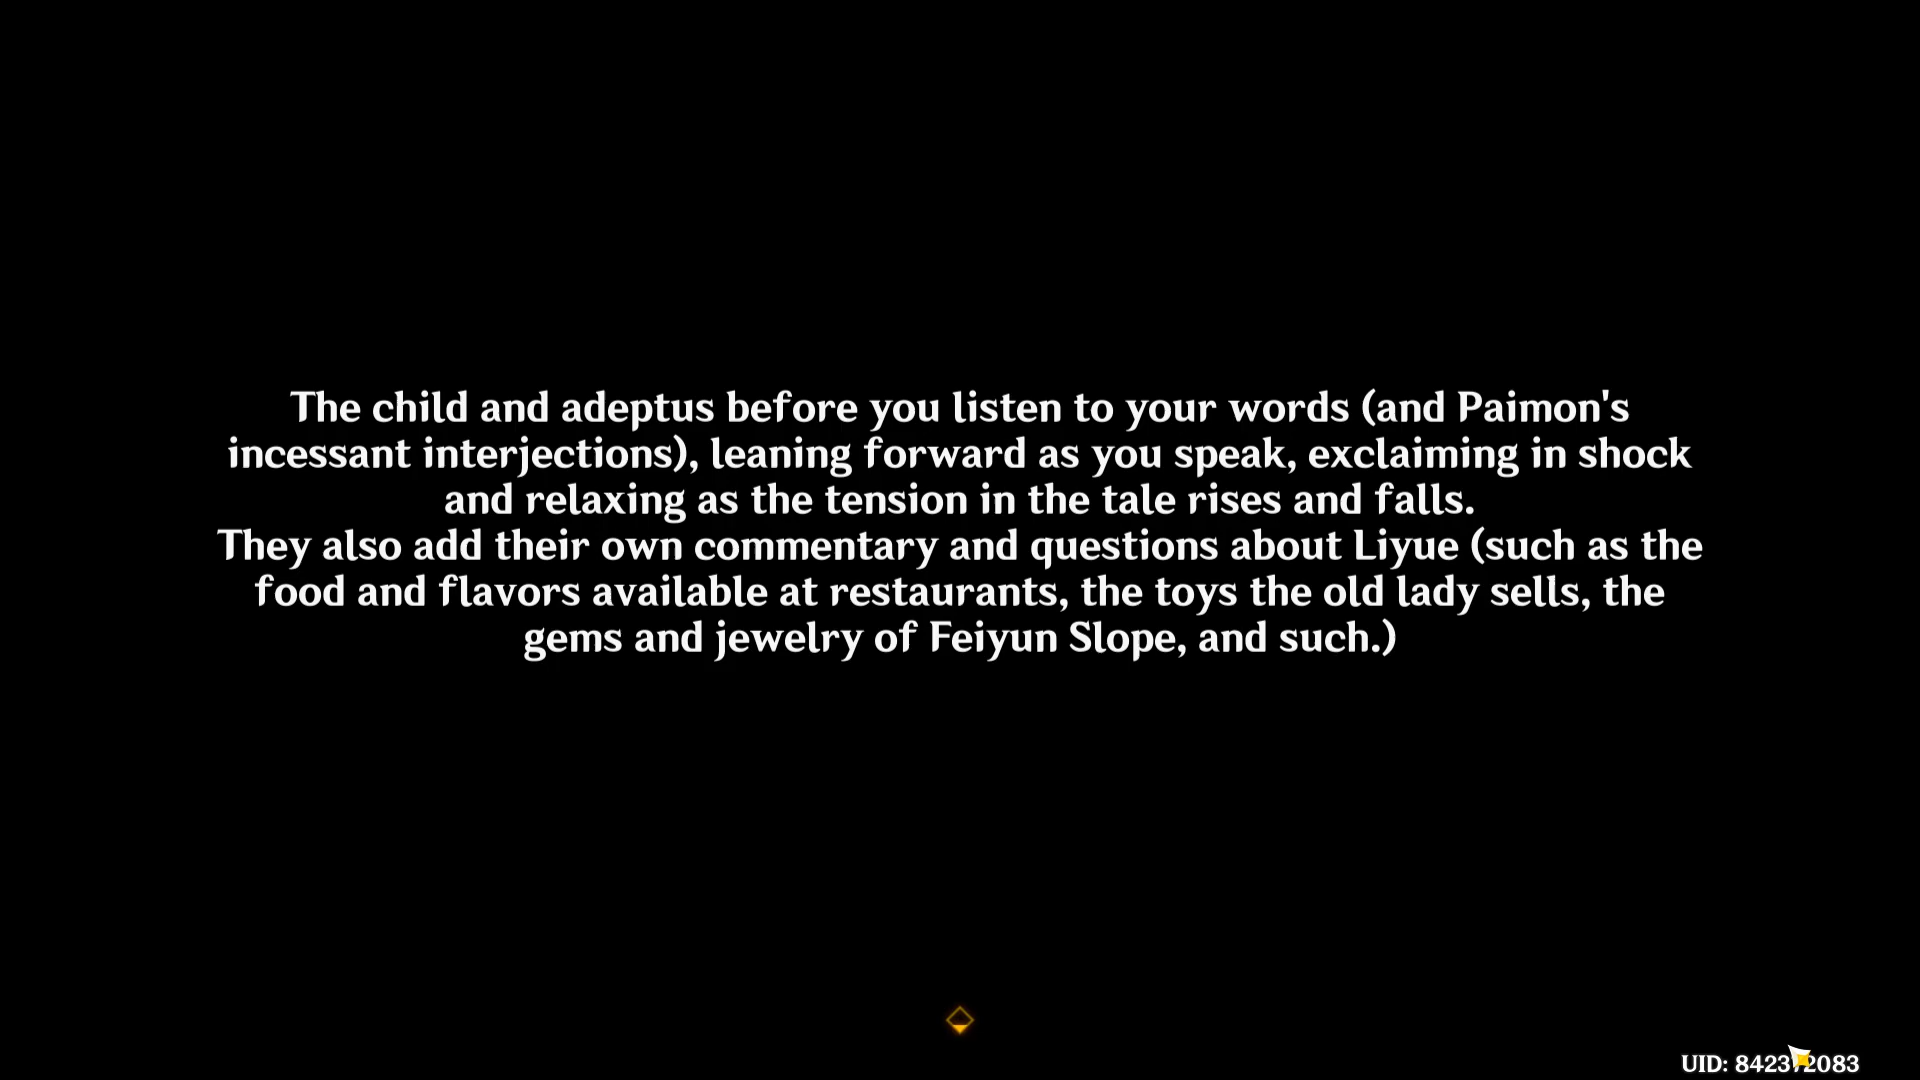 The child and adeptus before you listen to your words (and Paimon's
incessant interjections), leaning forward as you speak, exclaiming in shock
and relaxing as the tension in the tale rises and falls.
They also add their own commentary and questions about Liyue (such as the
food and flavors available at restaurants, the toys the old lady sells, the
gems and jewelry of Feiyun Slope, and such.)
UID: